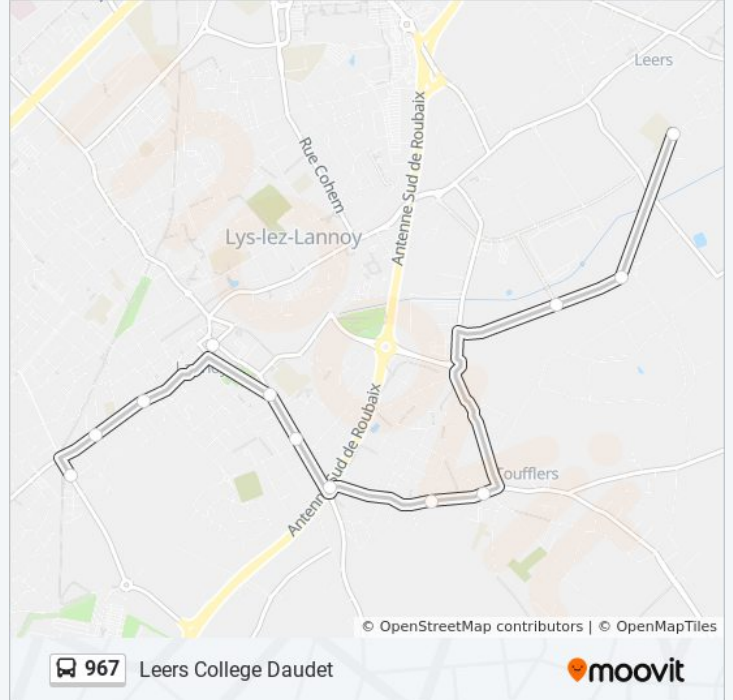 Leers
Antenne Sud de Roubaix
Rue Cohem
Lys-lez-Lannoy
Antenne Sud de Roubaix
Toufflers
© OpenStreetMap contributors | © OpenMapTiles
967 Leers College Daudet
moovit